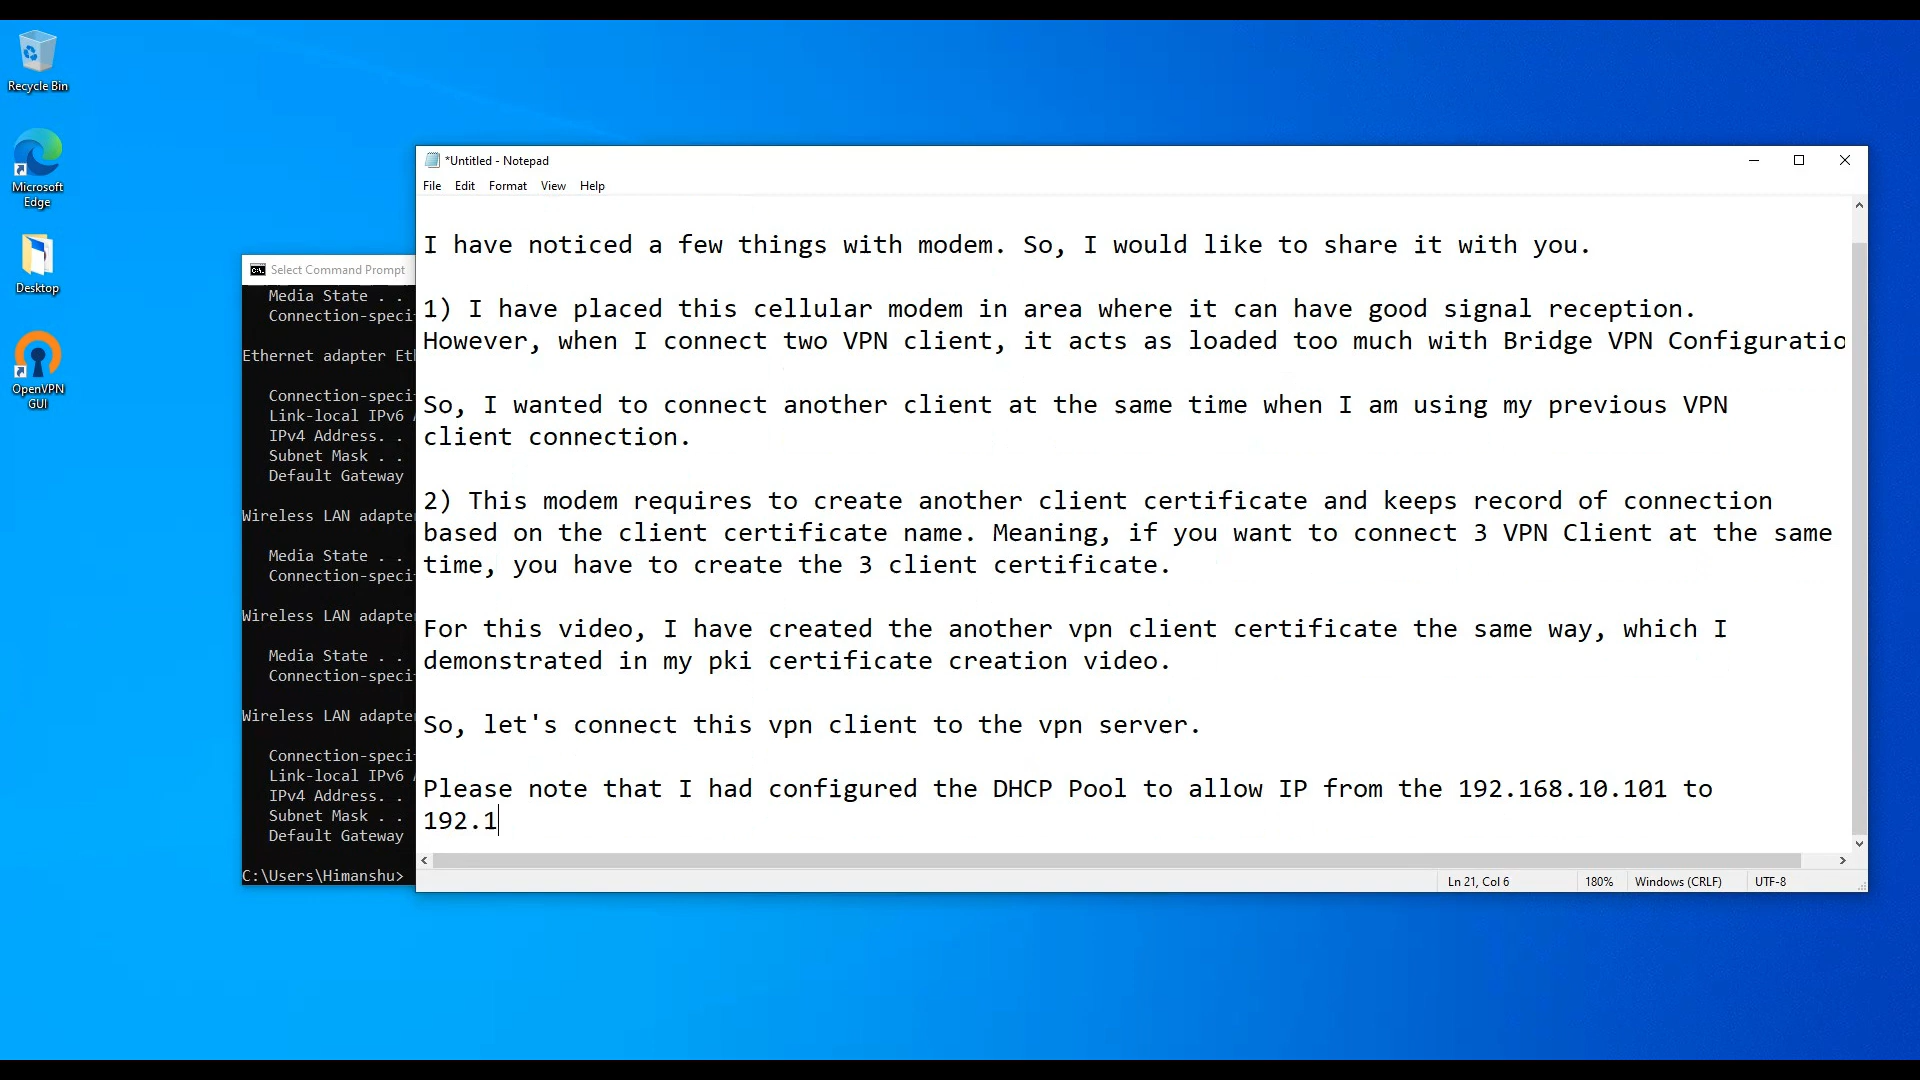 Recycle Bin
Microsoft
Edge
Desktop
OpenVPN
GUI
Select Command Prompt
Media State . .
Connection-speci
Ethernet adapter Et
Connection-speci
Link-local IPv6
IPv4 Address. .
Subnet Mask . .
Default Gateway
Wireless LAN adapte
Media State . .
Connection-speci
Wireless LAN adapte
Media State . .
Connection-speci
Wireless LAN adapte
Connection-speci
Link-local IPv6
IPv4 Address. .
Subnet Mask . .
Default Gateway
C:\Users\Himanshu>
*Untitled - Notepad
File Edit Format View Help
I have noticed a few things with modem. So, I would like to share it with you.
1) I have placed this cellular modem in area where it can have good signal reception.
However, when I connect two VPN client, it acts as loaded too much with Bridge VPN Configuratio
So, I wanted to connect another client at the same time when I am using my previous VPN
client connection.
2) This modem requires to create another client certificate and keeps record of connection
based on the client certificate name. Meaning, if you want to connect 3 VPN Client at the same
time, you have to create the 3 client certificate.
For this video, I have created the another vpn client certificate the same way, which I
demonstrated in my pki certificate creation video.
So, let's connect this vpn client to the vpn server.
Please note that I had configured the DHCP Pool to allow IP from the 192.168.10.101 to
192.1
Ln 21, Col 6 180% Windows (CRLF) UTF-8